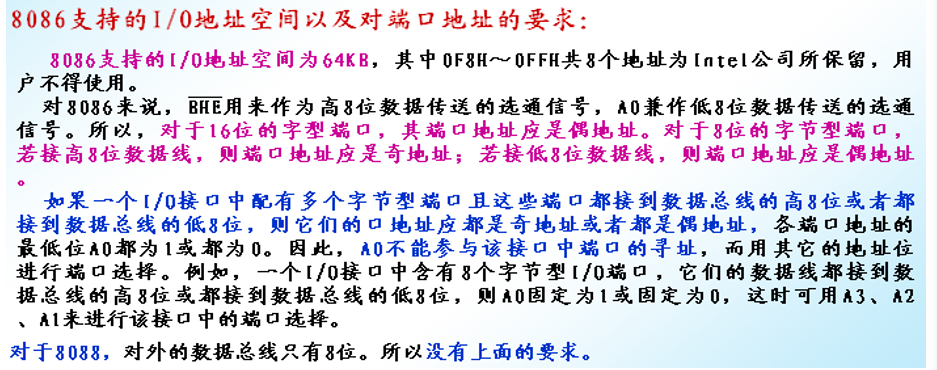 8086支持的I/O地址空间以及对端口地址的要求：
8086支持的I/O地址空间为64KB，其中0F8H～0FFH共8个地址为Intel公司所保留，用
户不得使用。
对8086来说，BHE用来作为高8位数据传送的选通信号，A0兼作低8位数据传送的选通
信号。所以，对于16位的字型端口，其端口地址应是偶地址。对于8位的字节型端口，
若接高8位数据线，则端口地址应是奇地址；若接低8位数据线，则端口地址应是偶地址
。
如果一个I/O接口中配有多个字节型端口且这些端口都接到数据总线的高8位或者都
接到数据总线的低8位，则它们的口地址应都是奇地址或者都是偶地址，各端口地址的
最低位A0都为1或都为0。因此，A0不能参与该接口中端口的寻址，而用其它的地址位
进行端口选择。例如，一个I/O接口中含有8个字节型I/O端口，它们的数据线都接到数
据总线的高8位或都接到数据总线的低8位，则A0固定为1或固定为0，这时可用A3、A2
、A1来进行该接口中的端口选择。
对于8088，对外的数据总线只有8位。所以没有上面的要求。